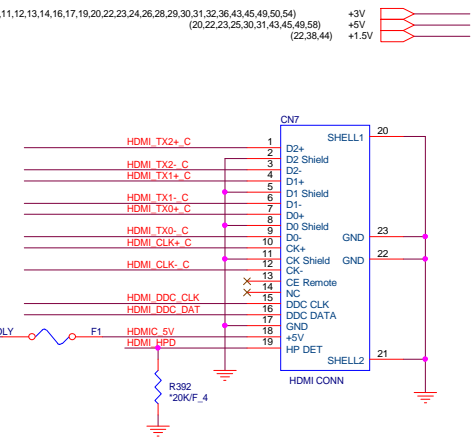 ,11,12,13,14,16,17,19,20,22,23,24,26,28,29,30,31,32,36,43,45,49,50,54) +3V
(20,22,23,25,30,31,43,45,49,58) +5V
(22,38,44) +1.5V
CN7
SHELL1 20
HDMI_TX2+_C 1 D2+
2 D2 Shield
HDMI_TX2-_C 3 D2-
HDMI_TX1+_C 4 D1+
5 D1 Shield
HDMI_TX1-_C 6 D1-
HDMI_TX0+_C 7 D0+
8 D0 Shield
HDMI_TX0-_C 9 D0- GND 23
HDMI_CLK+_C 10 CK+
11 CK Shield GND 22
HDMI_CLK-_C 12 CK-
13 CE Remote
14 NC
HDMI_DDC_CLK 15 DDC CLK
HDMI_DDC_DAT 16 DDC DATA
17 GND
OLY F1 HDMIC_5V 18 +5V
HDMI_HPD 19 HP DET
SHELL2 21
HDMI CONN
R392
*20K/F_4